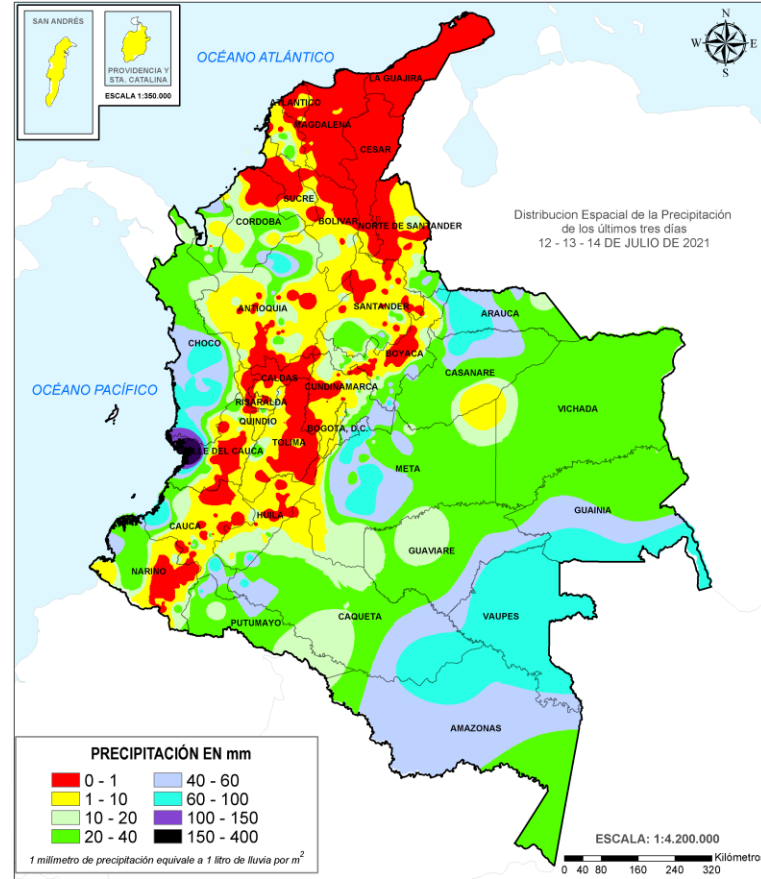 SAN ANDRÉS
PROVIDENCIA Y
STA. CATALINA
ESCALA 1:350.000
OCÉANO ATLÁNTICO
N
W
E
S
LA GUAJIRA
ATLANTICO
MAGDALENA
CESAR
SUCRE
CORDOBA
BOLIVAR
NORTE DE SANTANDER
Distribucion Espacial de la Precipitación
de los últimos tres días
12 - 13 - 14 DE JULIO DE 2021
ANTIOQUIA
SANTANDER
ARAUCA
CHOCO
BOYACA
CASANARE
OCÉANO PACÍFICO
CALDAS
CUNDINAMARCA
RISARALDA
VICHADA
QUINDIO
BOGOTA, D.C.
TOLIMA
VALLE DEL CAUCA
META
GUAINIA
HUILA
CAUCA
GUAVIARE
NARIÑO
CAQUETA
VAUPES
PUTUMAYO
AMAZONAS
PRECIPITACIÓN EN mm
0 - 1
1 - 10
10 - 20
20 - 40
40 - 60
60 - 100
100 - 150
150 - 400
1 milímetro de precipitación equivale a 1 litro de lluvia por m2
ESCALA: 1:4.200.000
Kilómetros
0 40 80 160 240 320